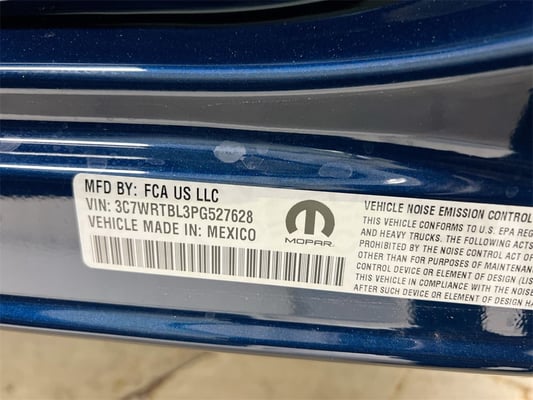 MFD BY: FCA US LLC
VIN: 3C7WRTBL3PG527628
VEHICLE MADE IN: MEXICO
MOPAR
VEHICLE NOISE EMISSION CONTROL
THIS VEHICLE CONFORMS TO U.S. EPA REG
AND HEAVY TRUCKS. THE FOLLOWING ACTS
BY THE NOISE CONTROL ACT OF
OTHER THAN FOR PURPOSES OF MAINTENAN
CONTROL DEVICE OR ELEMENT OF DESIGN (LIS
VEHICLE IN COMPLIANCE WITH THE NOISE
AFTER SUCH DEVICE OR ELEMENT OF DESIGN HA